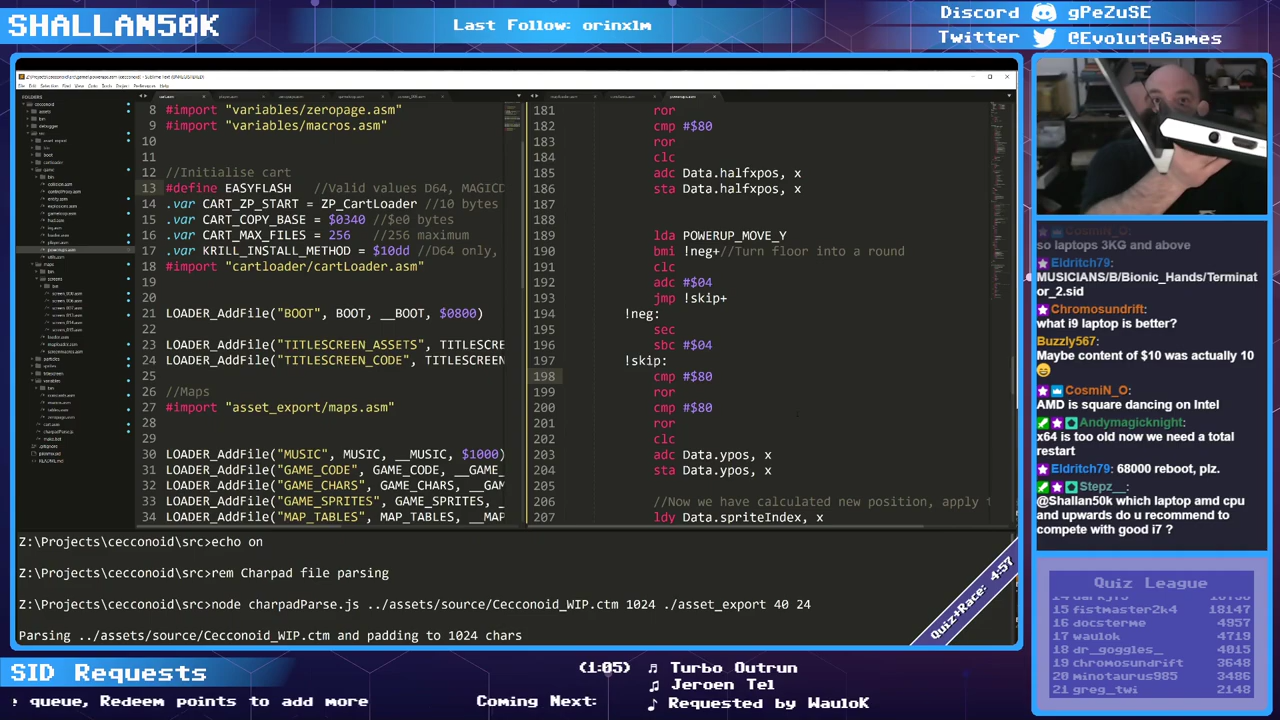 SHALLAN50K
Last Follow: orinxlm
Discord gPeZuSE
Twitter @EvoluteGames
FOLDERS
8 #import "variables/zeropage.asm"
9 #import "variables/macros.asm"
10
11
12 //Initialise cart
13 #define EASYFLASH //Valid values D64, MAGICD
14 .var CART_ZP_START = ZP_CartLoader //10 bytes
15 .var CART_COPY_BASE = $0340 //$e0 bytes
16 .var CART_MAX_FILES = 256 //256 maximum
17 .var KRILL_INSTALL_METHOD = $10dd //D64 only,
18 #import "cartloader/cartLoader.asm"
19
20
21 LOADER_AddFile("BOOT", BOOT, __BOOT, $0800)
22
23 LOADER_AddFile("TITLESCREEN_ASSETS", TITLESCRE
24 LOADER_AddFile("TITLESCREEN_CODE", TITLESCREEN
25
26 //Maps
27 #import "asset_export/maps.asm"
28
29
30 LOADER_AddFile("MUSIC", MUSIC, __MUSIC, $1000)
31 LOADER_AddFile("GAME_CODE", GAME_CODE, __GAME_
32 LOADER_AddFile("GAME_CHARS", GAME_CHARS, __GA
33 LOADER_AddFile("GAME_SPRITES", GAME_SPRITES, _
34 LOADER_AddFile("MAP_TABLES", MAP_TABLES, __MAP
181 ror
182 cmp #$80
183 ror
184 clc
185 adc Data.halfxpos, x
186 sta Data.halfxpos, x
187
188
189 lda POWERUP_MOVE_Y
190 bmi !neg+//Turn floor into a round
191 clc
192 adc #$04
193 jmp !skip+
194 !neg:
195 sec
196 sbc #$04
197 !skip:
198 cmp #$80
199 ror
200 cmp #$80
201 ror
202 clc
203 adc Data.ypos, x
204 sta Data.ypos, x
205
206 //Now we have calculated new position, apply t
207 ldy Data.spriteIndex, x
Z:\Projects\cecconoid\src>echo on
Z:\Projects\cecconoid\src>rem Charpad file parsing
Z:\Projects\cecconoid\src>node charpadParse.js ../assets/source/Cecconoid_WIP.ctm 1024 ./asset_export 40 24
Parsing ../assets/source/Cecconoid_WIP.ctm and padding to 1024 chars
Quiz+Race: 4:57
so laptops 3KG and above
Eldritch79:
MUSICIANS/B/Bionic_Hands/Terminat
or_2.sid
Chromosundrift:
what i9 laptop is better?
Buzzly567:
Maybe content of $10 was actually 10
CosmiN_O:
AMD is square dancing on Intel
Andymagicknight:
x64 is too old now we need a total
restart
Eldritch79: 68000 reboot, plz.
Stepz__:
@Shallan50k which laptop amd cpu
and upwards do u recommend to
compete with good i7 ?
Quiz League
15 fistmaster2k4 18147
16 docsterme 4957
17 waulok 4719
18 dr_goggles_ 4015
19 chromosundrift 3648
20 minotaurus985 3486
21 greg_twi 2148
SID Requests
e queue, Redeem points to add more
Coming Next:
(1:05) Turbo Outrun
Jeroen Tel
Requested by WauloK